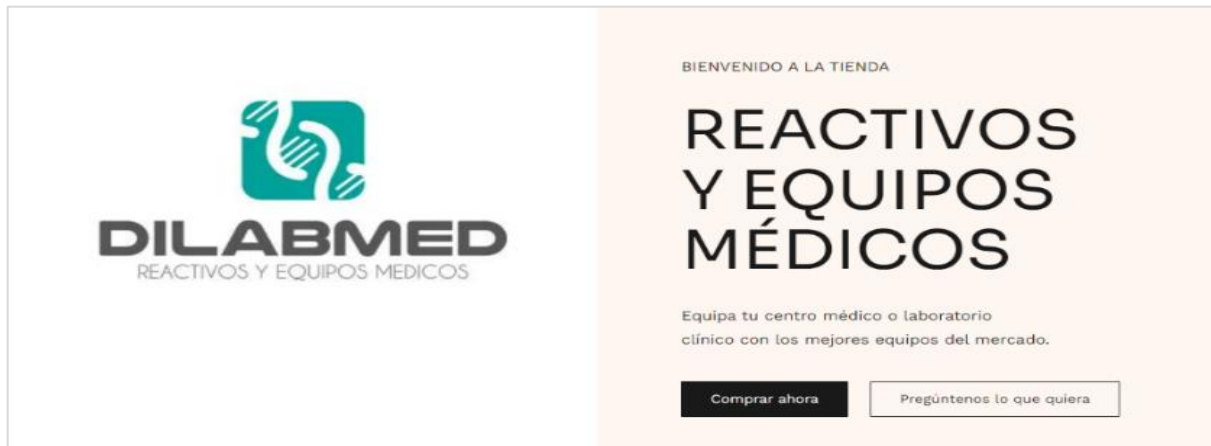 DILABMED
REACTIVOS Y EQUIPOS MEDICOS
BIENVENIDO A LA TIENDA
REACTIVOS
Y EQUIPOS
MÉDICOS
Equipa tu centro médico o laboratorio
clínico con los mejores equipos del mercado.
Comprar ahora
Pregúntenos lo que quiera